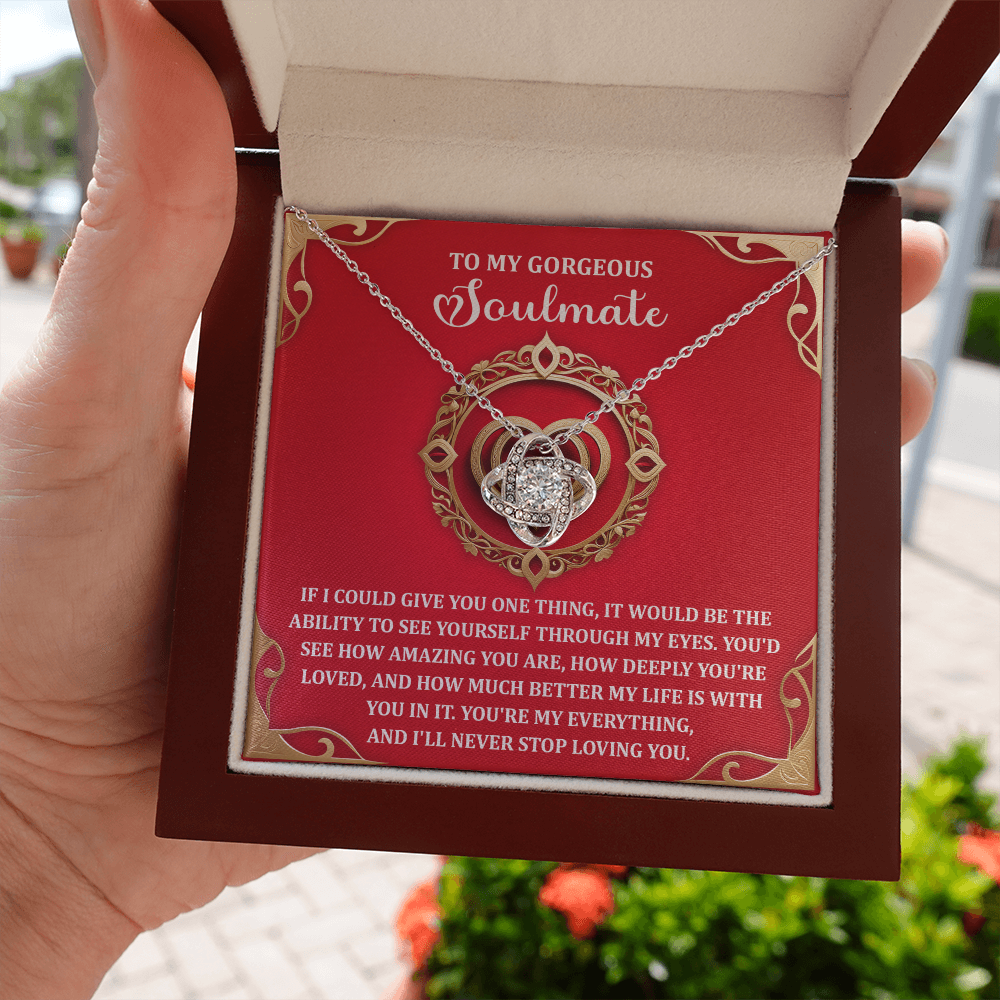 TO MY GORGEOUS
Soulmate
IF I COULD GIVE YOU ONE THING, IT WOULD BE THE
ABILITY TO SEE YOURSELF THROUGH MY EYES. YOU'D
SEE HOW AMAZING YOU ARE, HOW DEEPLY YOU'RE
LOVED, AND HOW MUCH BETTER MY LIFE IS WITH
YOU IN IT. YOU'RE MY EVERYTHING,
AND I'LL NEVER STOP LOVING YOU.